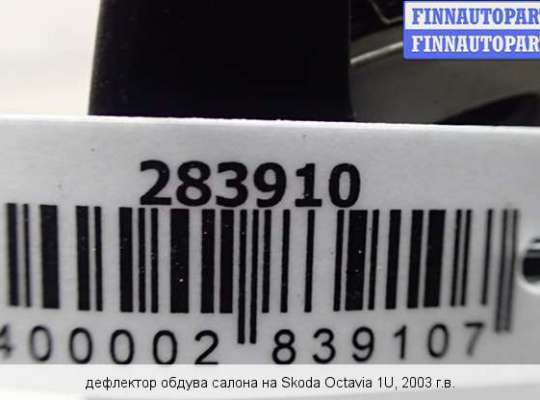 FINNAUTOPAR
FINNAUTOPAR
283910
400002 839107
дефлектор обдува салона на Skoda Octavia 1U, 2003 г.в.